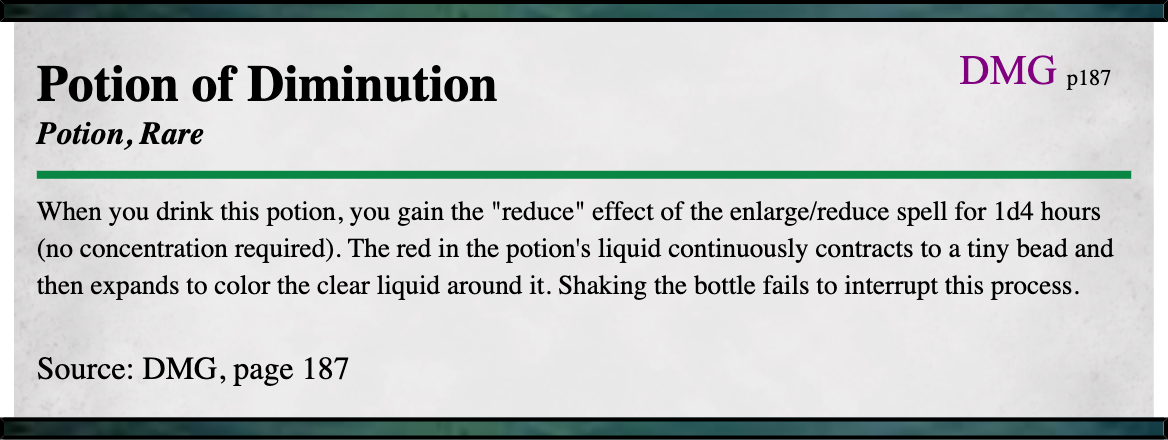 Potion of Diminution
DMG p187
Potion, Rare
When you drink this potion, you gain the "reduce" effect of the enlarge/reduce spell for 1d4 hours
(no concentration required). The red in the potion's liquid continuously contracts to a tiny bead and
then expands to color the clear liquid around it. Shaking the bottle fails to interrupt this process.
Source: DMG, page 187